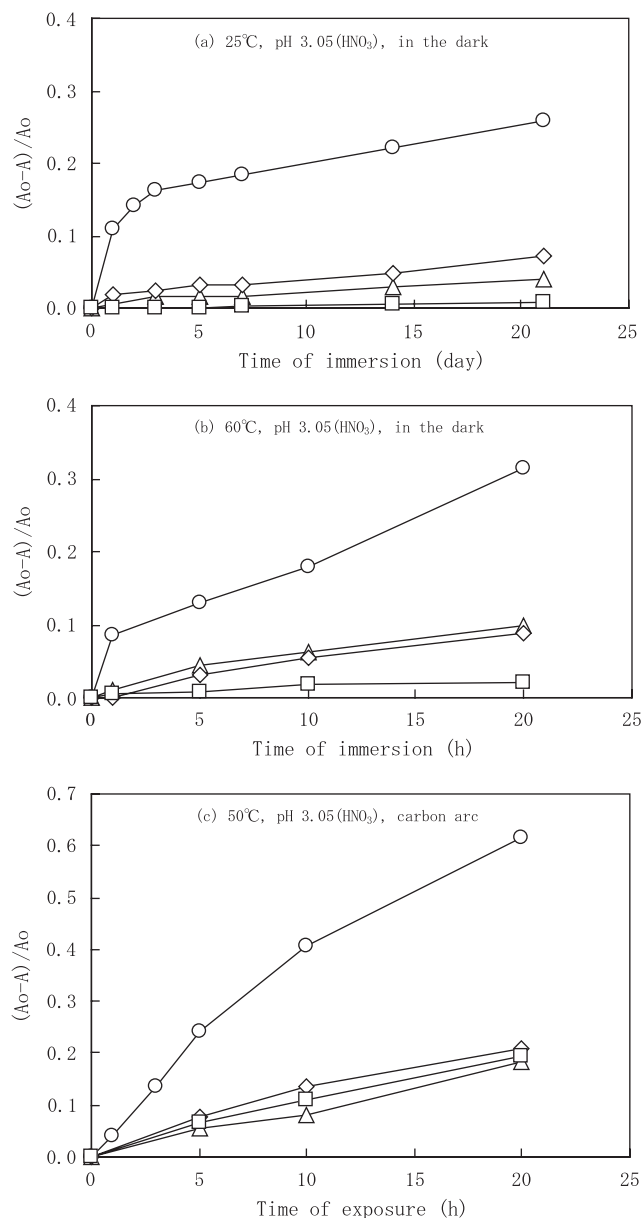 0.4
(a) 25℃, pH 3.05(HNO₃), in the dark
0.3
0.2
0.1
0.0
(Ao-A)/Ao
0 5 10 15 20 25
Time of immersion (day)
0.4
(b) 60℃, pH 3.05(HNO₃), in the dark
0.3
0.2
0.1
0.0
(Ao-A)/Ao
0 5 10 15 20 25
Time of immersion (h)
0.7
(c) 50℃, pH 3.05(HNO₃), carbon arc
0.6
0.5
0.4
0.3
0.2
0.1
0.0
(Ao-A)/Ao
0 5 10 15 20 25
Time of exposure (h)